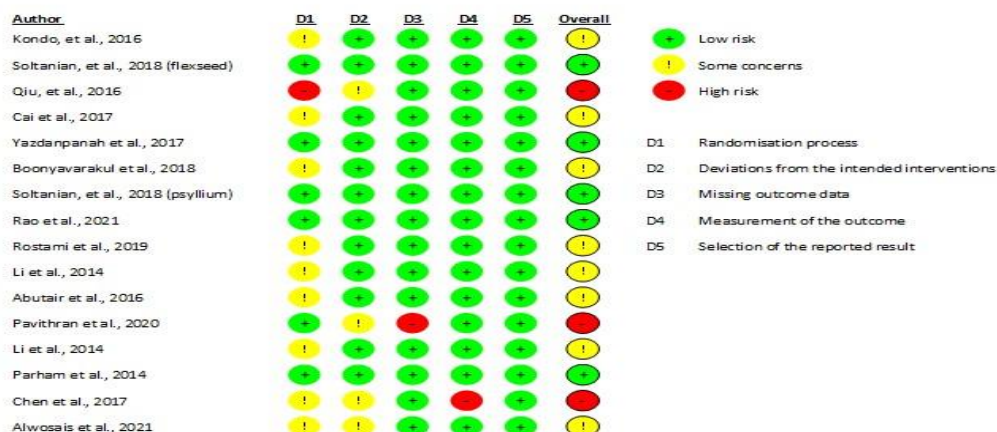 Author D1 D2 D3 D4 D5 Overall
Kondo, et al., 2016 ! + + + + !
Soltanian, et al., 2018 (flexseed) + + + + + +
Qiu, et al., 2016 - ! + + + -
Cai et al., 2017 ! + + + + !
Yazdanpanah et al., 2017 + + + + + +
Boonyavarakul et al., 2018 ! + + + + !
Soltanian, et al., 2018 (psyllium) + + + + + +
Rao et al., 2021 + + + + + +
Rostami et al., 2019 ! + + + + !
Li et al., 2014 ! + + + + !
Abutair et al., 2016 ! + + + + !
Pavithran et al., 2020 + ! - + + -
Li et al., 2014 ! + + + + !
Parham et al., 2014 + + + + + +
Chen et al., 2017 ! ! + - + -
Alwosais et al., 2021 ! ! + + + !
+ Low risk
! Some concerns
- High risk
D1 Randomisation process
D2 Deviations from the intended interventions
D3 Missing outcome data
D4 Measurement of the outcome
D5 Selection of the reported result